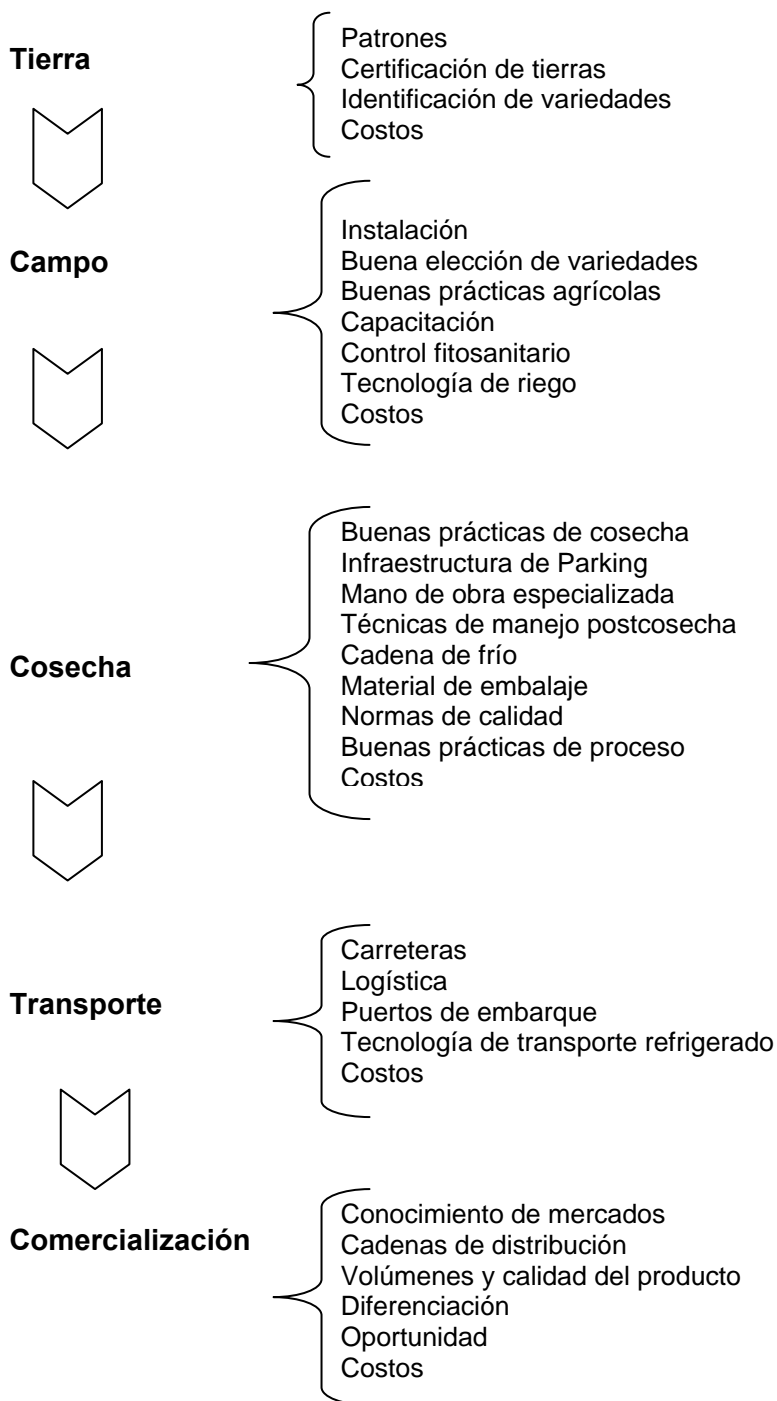 Tierra
Patrones
Certificación de tierras
Identificación de variedades
Costos
Campo
Instalación
Buena elección de variedades
Buenas prácticas agrícolas
Capacitación
Control fitosanitario
Tecnología de riego
Costos
Cosecha
Buenas prácticas de cosecha
Infraestructura de Parking
Mano de obra especializada
Técnicas de manejo postcosecha
Cadena de frío
Material de embalaje
Normas de calidad
Buenas prácticas de proceso
Costos
Transporte
Carreteras
Logística
Puertos de embarque
Tecnología de transporte refrigerado
Costos
Comercialización
Conocimiento de mercados
Cadenas de distribución
Volúmenes y calidad del producto
Diferenciación
Oportunidad
Costos